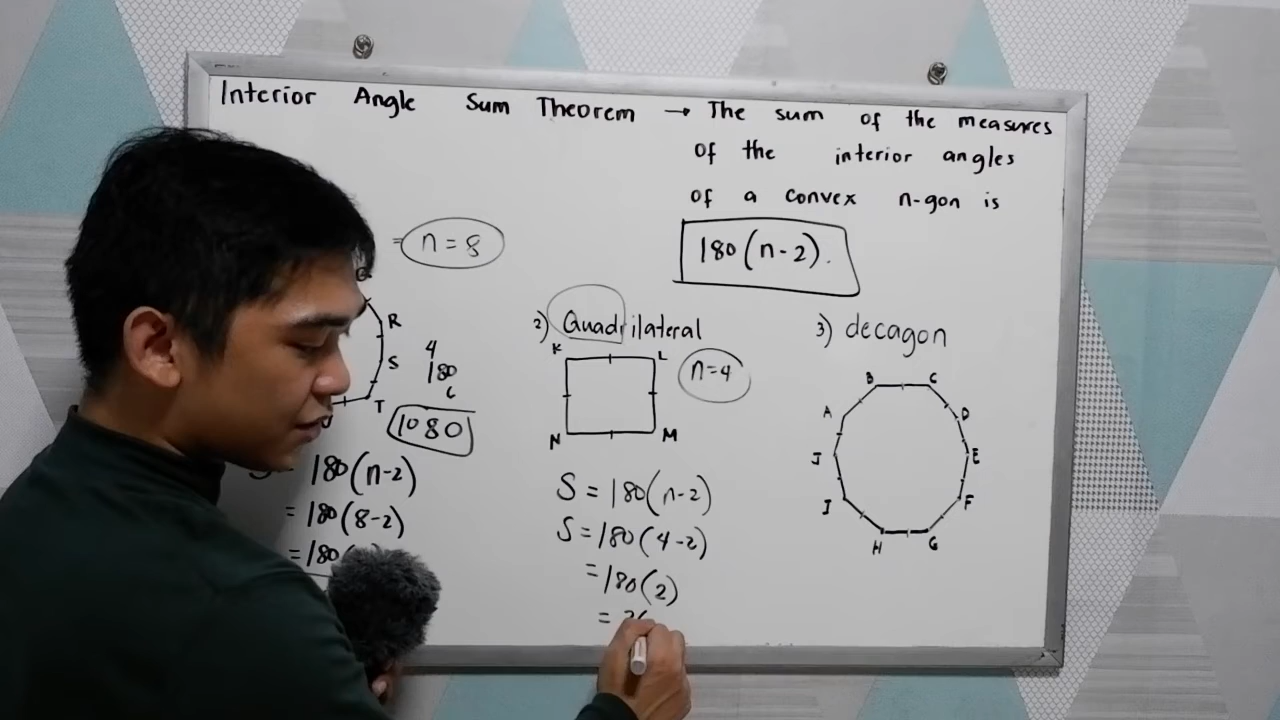 Interior Angle Sum Theorem → The sum of the measures
of the interior angles
of a convex n-gon is
180(n-2).
= n=8
R
S
T
4
180
6
1080
180(n-2)
=180(8-2)
=180(
2) Quadrilateral
K L
n=4
N M
S=180(n-2)
S=180(4-2)
=180(2)
=
3) decagon
B C
A D
J E
I F
H G